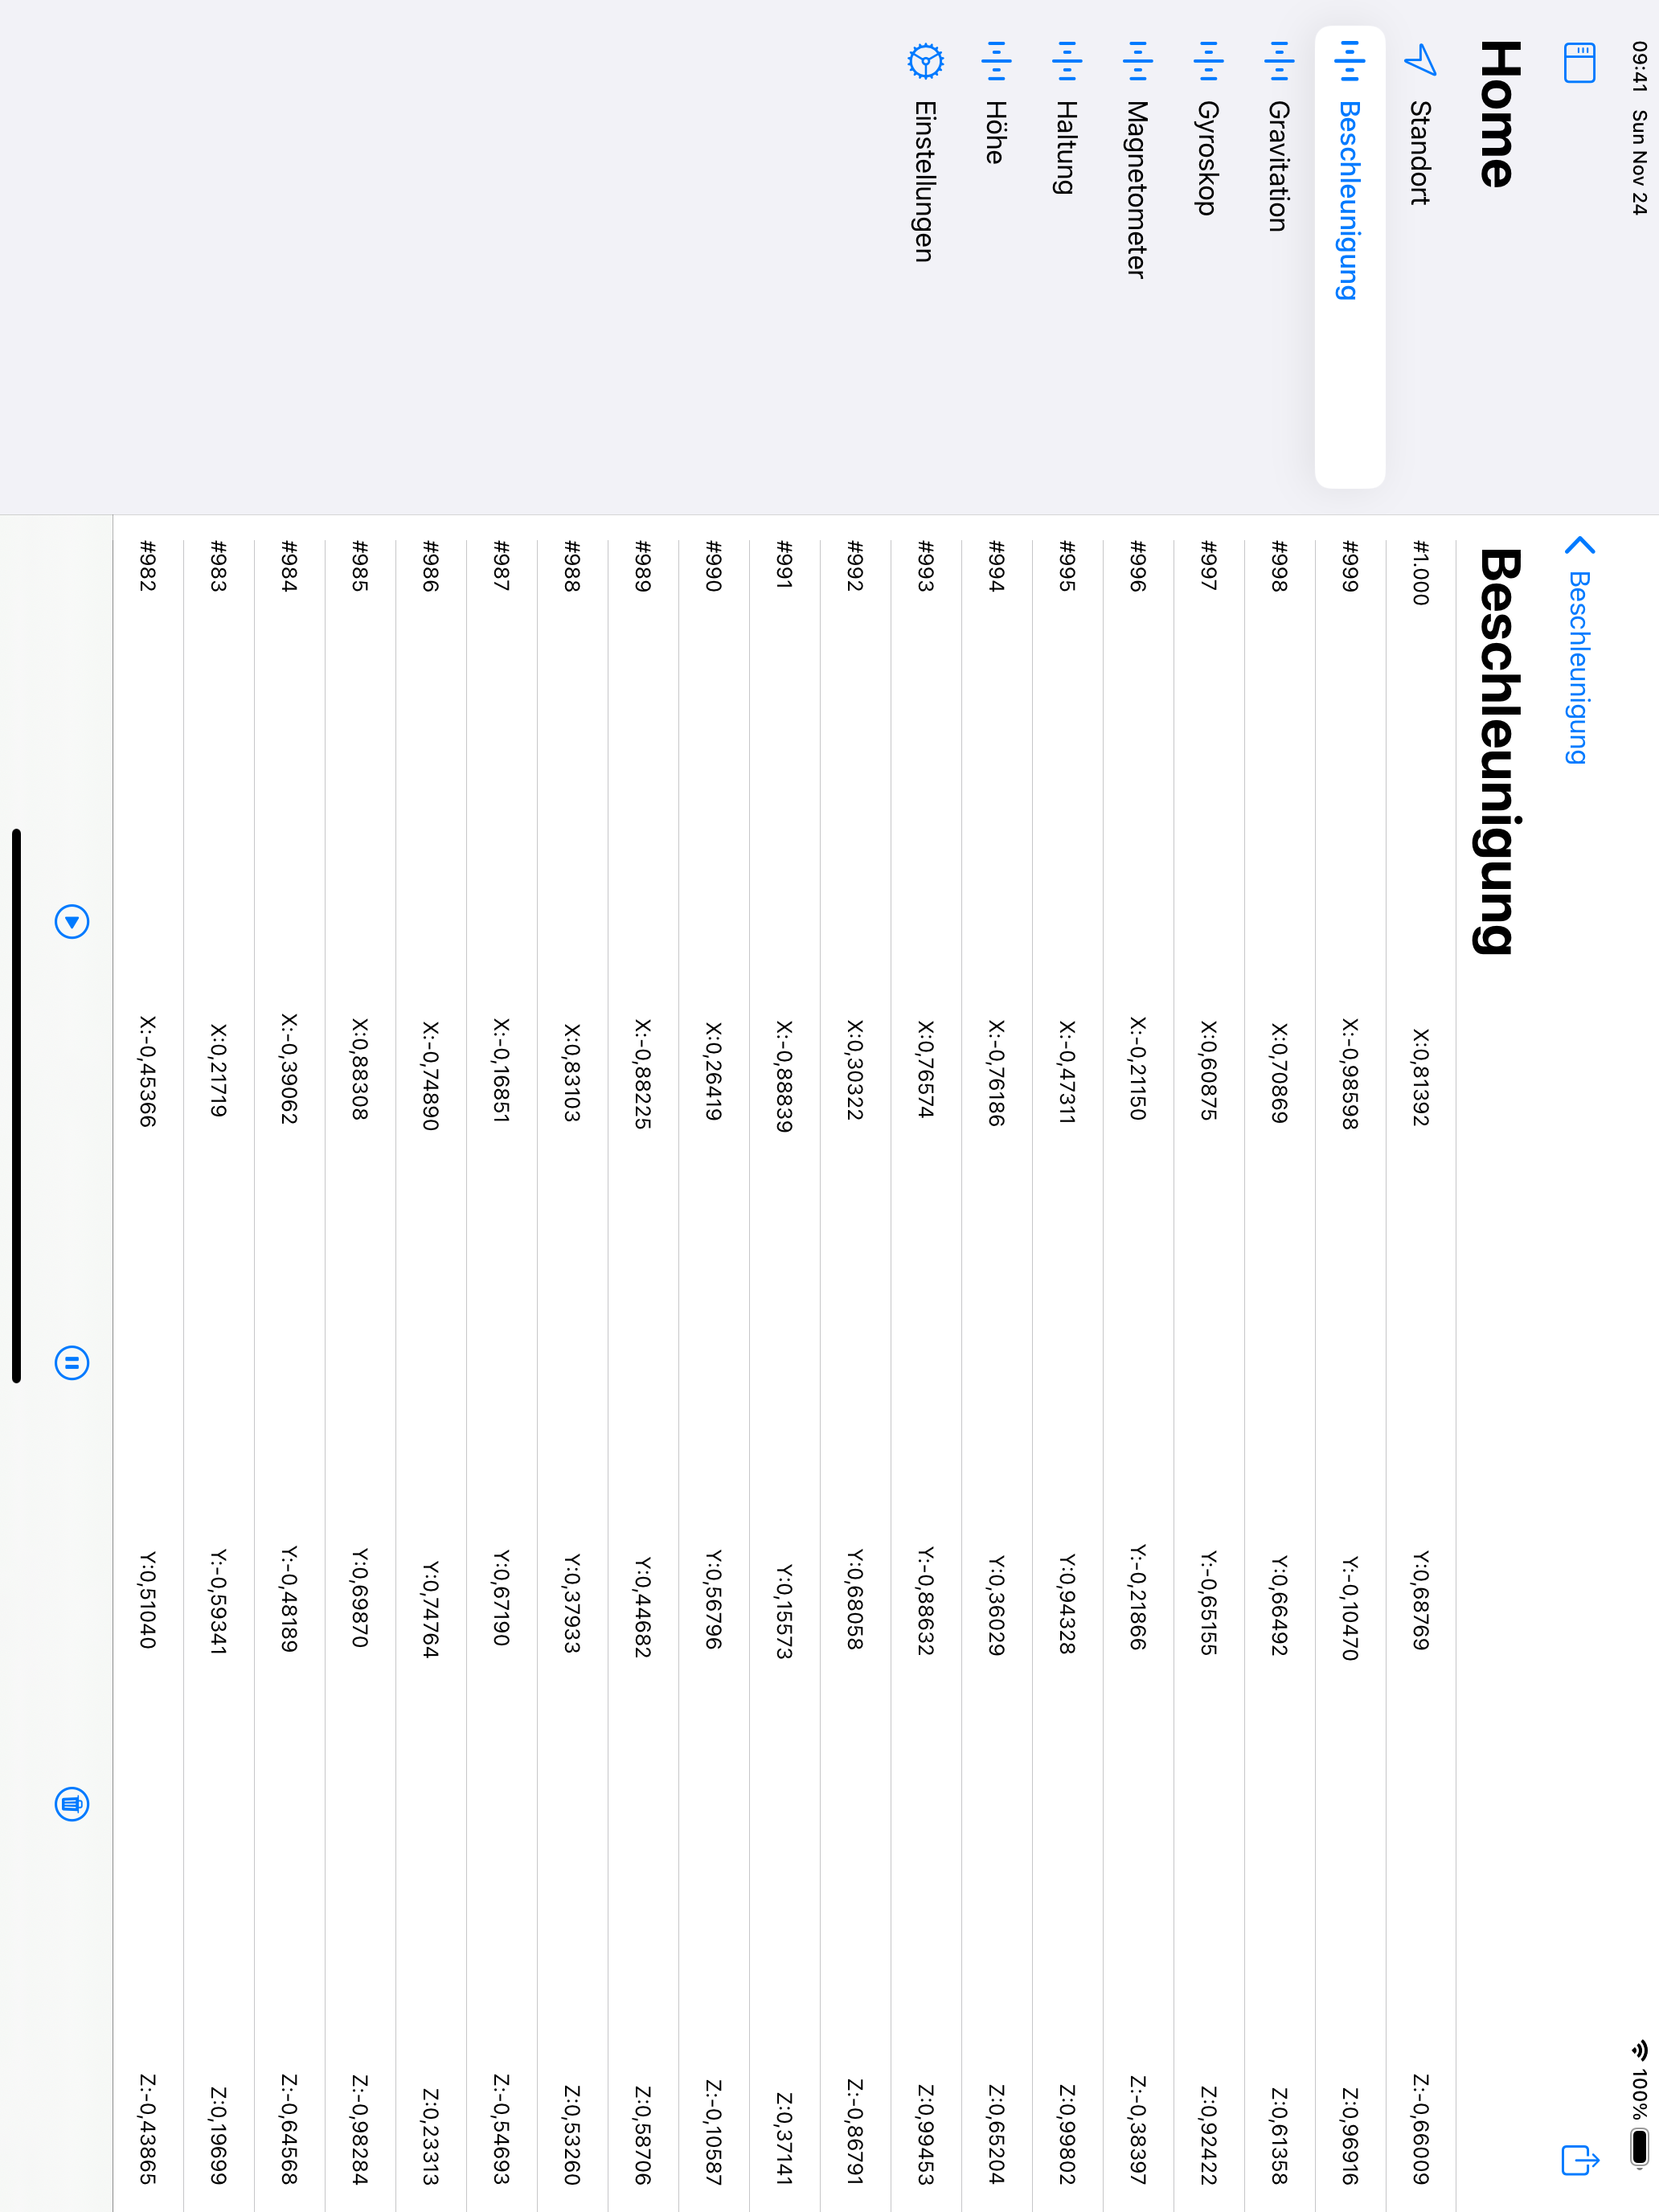 09:41 Sun Nov 24
100%
Home
Standort
Beschleunigung
Gravitation
Gyroskop
Magnetometer
Haltung
Höhe
Einstellungen
Beschleunigung
Beschleunigung
#1.000 X:0,81392 Y:0,68769 Z:-0,66009
#999 X:-0,98598 Y:-0,10470 Z:0,96916
#998 X:0,70869 Y:0,66492 Z:0,61358
#997 X:0,60875 Y:-0,65155 Z:0,92422
#996 X:-0,21150 Y:-0,21866 Z:-0,38397
#995 X:-0,47311 Y:0,94328 Z:0,99802
#994 X:-0,76186 Y:0,36029 Z:0,65204
#993 X:0,76574 Y:-0,88632 Z:0,99453
#992 X:0,30322 Y:0,68058 Z:-0,86791
#991 X:-0,88839 Y:0,15573 Z:0,37141
#990 X:0,26419 Y:0,56796 Z:-0,10587
#989 X:-0,88225 Y:0,44682 Z:0,58706
#988 X:0,83103 Y:0,37933 Z:0,53260
#987 X:-0,16851 Y:0,67190 Z:-0,54693
#986 X:-0,74890 Y:0,74764 Z:0,23313
#985 X:0,88308 Y:0,69870 Z:-0,98284
#984 X:-0,39062 Y:-0,48189 Z:-0,64568
#983 X:0,21719 Y:-0,59341 Z:0,19699
#982 X:-0,45366 Y:0,51040 Z:-0,43865